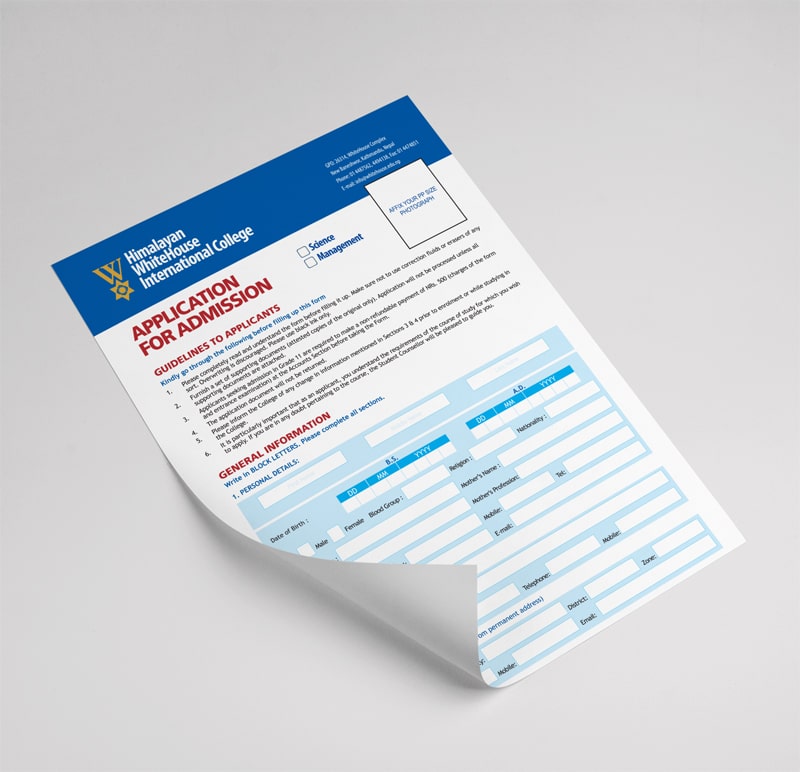 GPO: 26314, WhiteHouse Complex
New Baneshwor, Kathmandu, Nepal
Phone: 01 4487562, 4494138, Fax: 01 4474851
E-mail: info@whitehouse.edu.np
AFFIX YOUR PP SIZE
PHOTOGRAPH
W
Himalayan
WhiteHouse
International College
Science
Management
APPLICATION
FOR ADMISSION
GUIDELINES TO APPLICANTS
Kindly go through the following before filling up this form
1. Please completely read and understand the form before filling it up. Make sure not to use correction fluids or erasers of any
sort. Overwriting is discouraged. Please use black ink only.
2. Furnish a set of supporting documents (attested copies of the original only). Application will not be processed unless all
supporting documents are attached.
3. Applicants seeking admission in Grade 11 are required to make a non-refundable payment of NRs. 500 (charges of the form
and entrance examination) at the Accounts Section before taking the Form.
4. The application document will not be returned.
5. Please inform the College of any change in information mentioned in Sections 3 & 4 prior to enrolment or while studying in
the College.
6. It is particularly important that as an applicant, you understand the requirements of the course of study for which you wish
to apply. If you are in any doubt pertaining to the course, the Student Counselor will be pleased to guide you.
GENERAL INFORMATION
Write in BLOCK LETTERS. Please complete all sections.
1. PERSONAL DETAILS:
B.S. A.D.
DD MM YYYY DD MM YYYY
Date of Birth : Religion : Nationality :
Male Female Blood Group : Mother's Name :
Mother's Profession: Tel:
Mobile:
E-mail:
Telephone: Mobile:
om permanent address) District: Zone:
y: Mobile: Email: